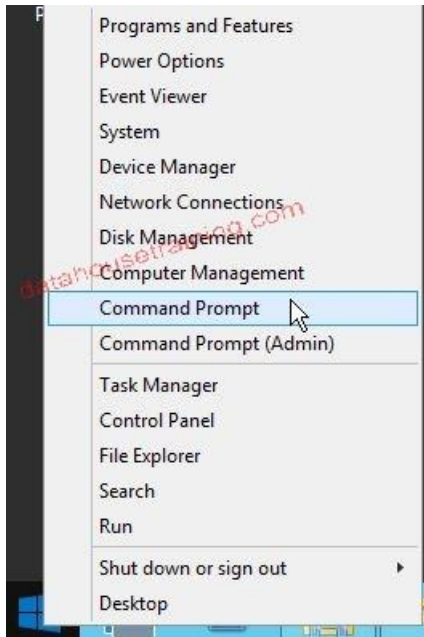 P
Programs and Features
Power Options
Event Viewer
System
Device Manager
Network Connections
Disk Management
datahousetraining.com
Computer Management
Command Prompt
Command Prompt (Admin)
Task Manager
Control Panel
File Explorer
Search
Run
Shut down or sign out
Desktop